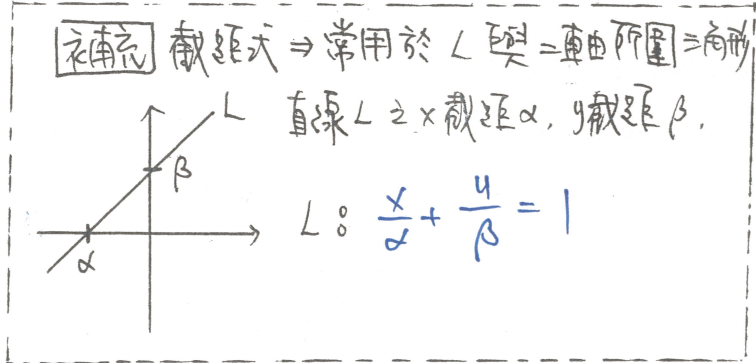 補充 截距式 ⇒ 常用於 L 與二軸所圍三角形
直線 L 之 x 截距 α, y 截距 β.
L
β
α
L: x/α + y/β = 1